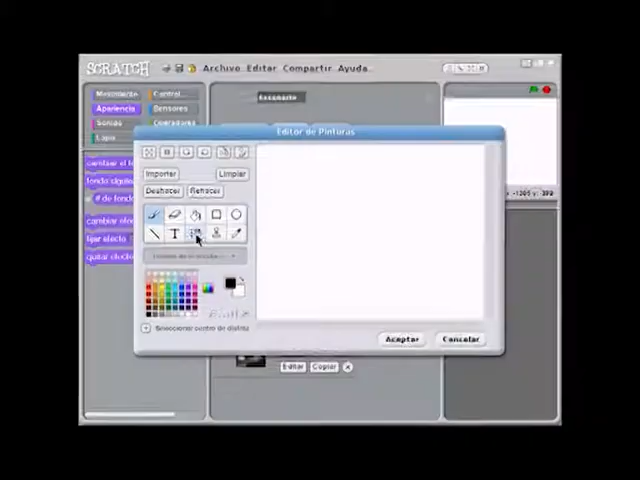 SCRATCH Archivo Editar Compartir Ayuda
Movimiento Control
Apariencia Sensores
Sonido Operadores
Lápiz
Escenario
Editor de Pinturas
Importar Limpiar
Deshacer Rehacer
cambiar el f
fondo siguie
# de fondo
cambiar efec
fijar efecto
quitar efecto
T
Seleccionar centro de disfraz
Aceptar Cancelar
Editar Copiar